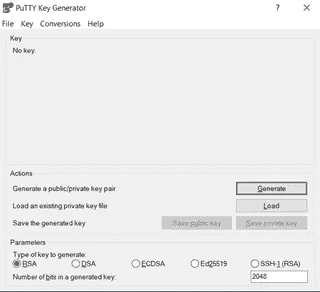 PuTTY Key Generator
File Key Conversions Help
Key
No key.
Actions
Generate a public/private key pair Generate
Load an existing private key file Load
Save the generated key Save public key Save private key
Parameters
Type of key to generate:
RSA DSA ECDSA Ed25519 SSH-1 (RSA)
Number of bits in a generated key: 2048